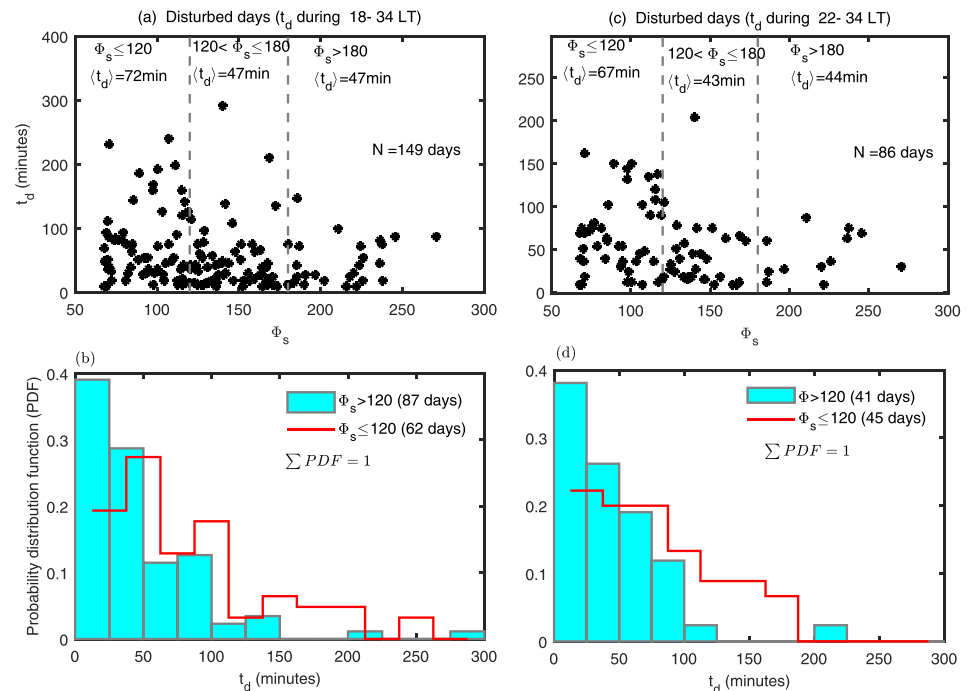 (a) Disturbed days (t_d during 18- 34 LT)
Φ_s≤120
120< Φ_s≤180
Φ_s>180
⟨t_d⟩=72min
⟨t_d⟩=47min
⟨t_d⟩=47min
N =149 days
t_d (minutes)
400
300
200
100
0
50 100 150 200 250 300
Φ_s
(c) Disturbed days (t_d during 22- 34 LT)
Φ_s≤120
120< Φ_s≤180
Φ_s>180
⟨t_d⟩=67min
⟨t_d⟩=43min
⟨t_d⟩=44min
N =86 days
250
200
150
100
50
0
50 100 150 200 250 300
Φ_s
(b)
Probability distribution function (PDF)
0.4
0.3
0.2
0.1
0
Φ_s>120 (87 days)
Φ_s≤120 (62 days)
∑ PDF = 1
0 50 100 150 200 250 300
t_d (minutes)
(d)
0.4
0.3
0.2
0.1
0
Φ>120 (41 days)
Φ_s≤120 (45 days)
∑ PDF = 1
0 50 100 150 200 250 300
t_d (minutes)